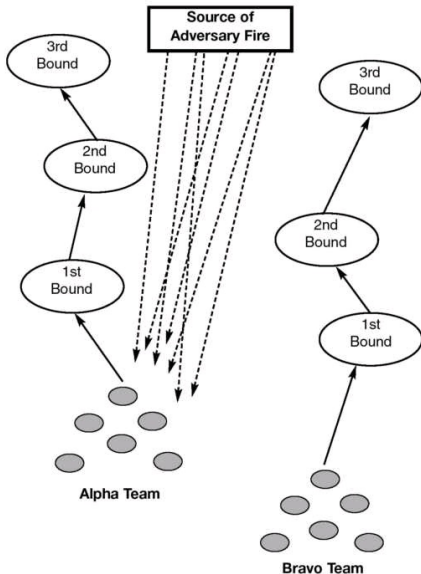 Source of
Adversary Fire
3rd
Bound
2nd
Bound
1st
Bound
Alpha Team
3rd
Bound
2nd
Bound
1st
Bound
Bravo Team